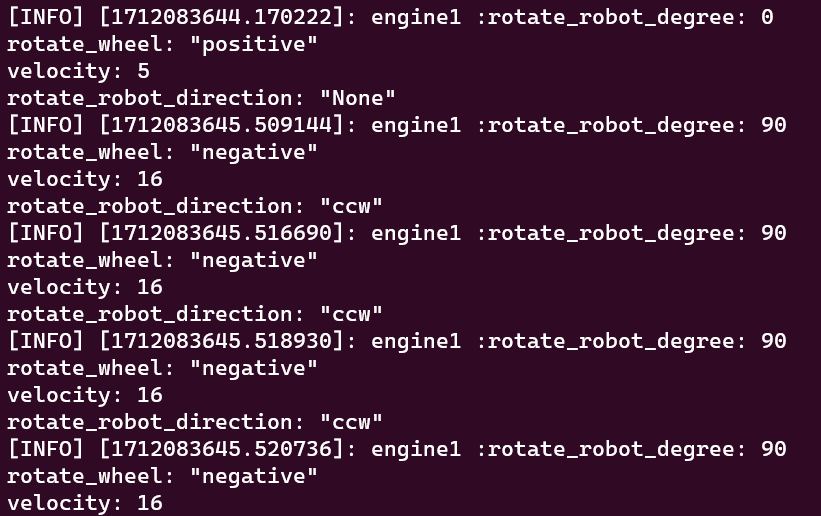 [INFO] [1712083644.170222]: engine1 :rotate_robot_degree: 0
rotate_wheel: "positive"
velocity: 5
rotate_robot_direction: "None"
[INFO] [1712083645.509144]: engine1 :rotate_robot_degree: 90
rotate_wheel: "negative"
velocity: 16
rotate_robot_direction: "ccw"
[INFO] [1712083645.516690]: engine1 :rotate_robot_degree: 90
rotate_wheel: "negative"
velocity: 16
rotate_robot_direction: "ccw"
[INFO] [1712083645.518930]: engine1 :rotate_robot_degree: 90
rotate_wheel: "negative"
velocity: 16
rotate_robot_direction: "ccw"
[INFO] [1712083645.520736]: engine1 :rotate_robot_degree: 90
rotate_wheel: "negative"
velocity: 16